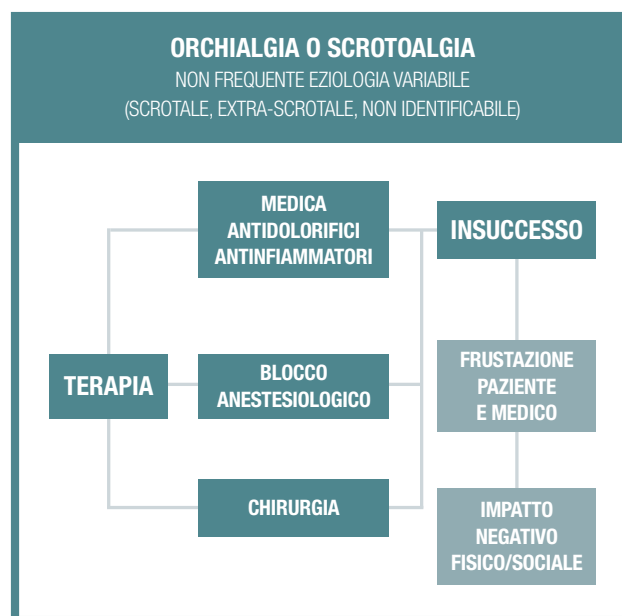 ORCHIALGIA O SCROTOALGIA
NON FREQUENTE EZIOLOGIA VARIABILE
(SCROTALE, EXTRA-SCROTALE, NON IDENTIFICABILE)
MEDICA
ANTIDOLORIFICI
ANTINFIAMMATORI
INSUCCESSO
TERAPIA
BLOCCO
ANESTESIOLOGICO
FRUSTAZIONE
PAZIENTE
E MEDICO
CHIRURGIA
IMPATTO
NEGATIVO
FISICO/SOCIALE